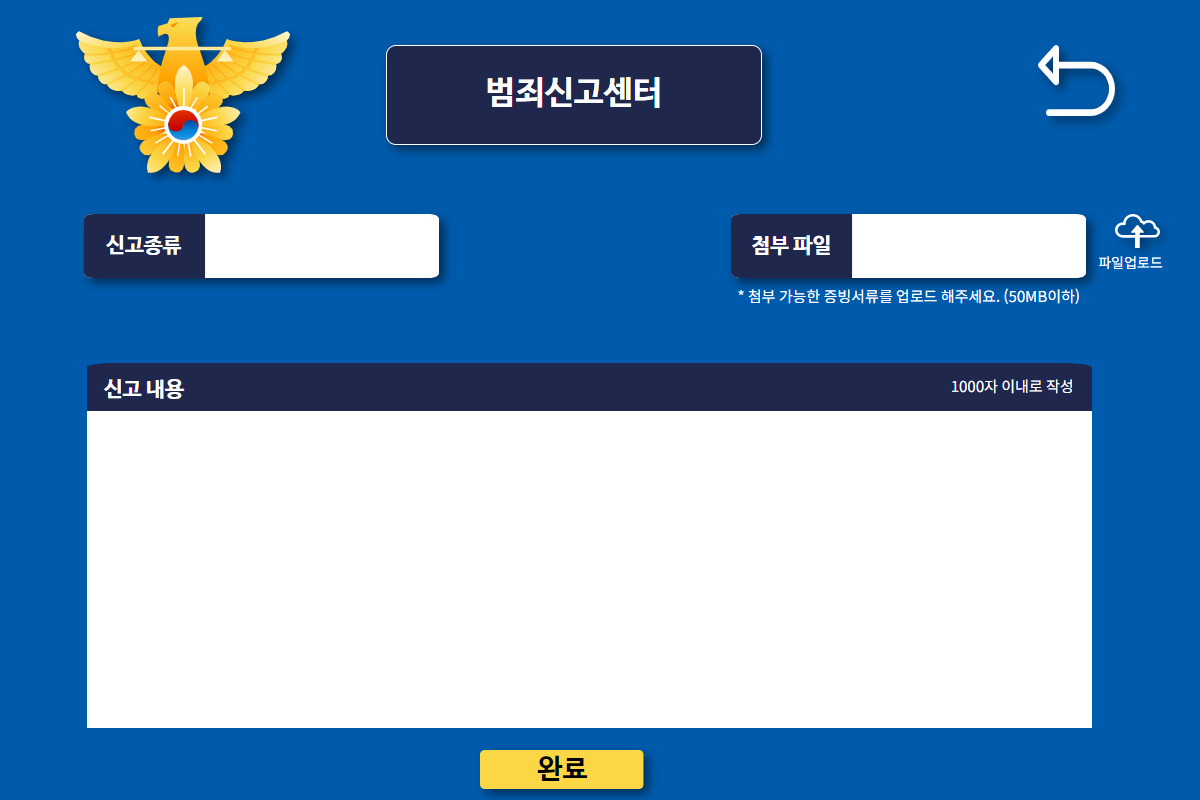 범죄신고센터
신고종류
첨부 파일
파일업로드
* 첨부 가능한 증빙서류를 업로드 해주세요. (50MB이하)
신고 내용
1000자 이내로 작성
완료